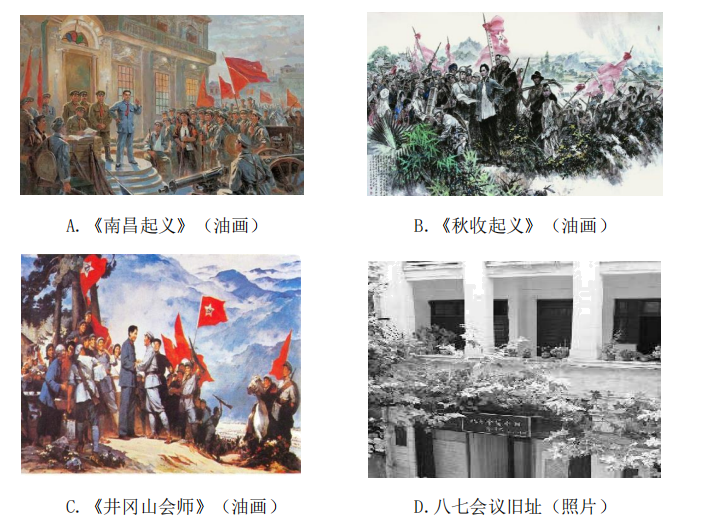 A.《南昌起义》（油画）
B.《秋收起义》（油画）
C.《井冈山会师》（油画）
D.八七会议旧址（照片）